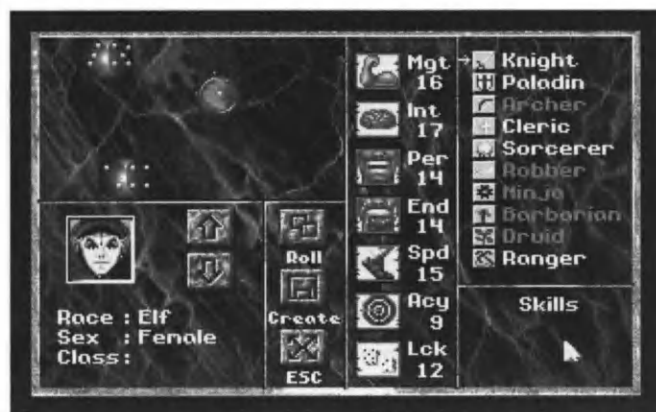 Race : Elf
Sex : Female
Class :
Roll
Create
ESC
Mgt
16
Int
17
Per
14
End
14
Spd
15
Acy
9
Lck
12
Knight
Paladin
Archer
Cleric
Sorcerer
Robber
Ninja
Barbarian
Druid
Ranger
Skills